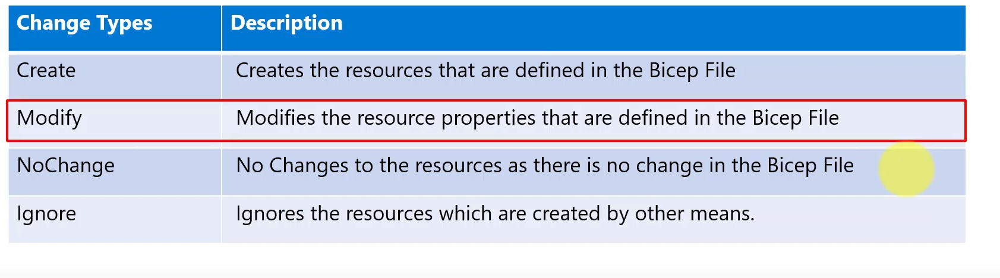 Change Types Description
Create Creates the resources that are defined in the Bicep File
Modify Modifies the resource properties that are defined in the Bicep File
NoChange No Changes to the resources as there is no change in the Bicep File
Ignore Ignores the resources which are created by other means.